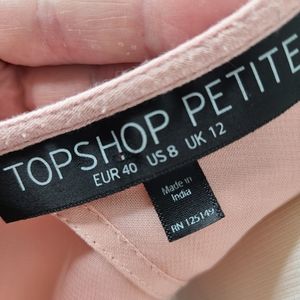 TOPSHOP PETITE
EUR 40 US 8 UK 12
Made in
India
RN 125149